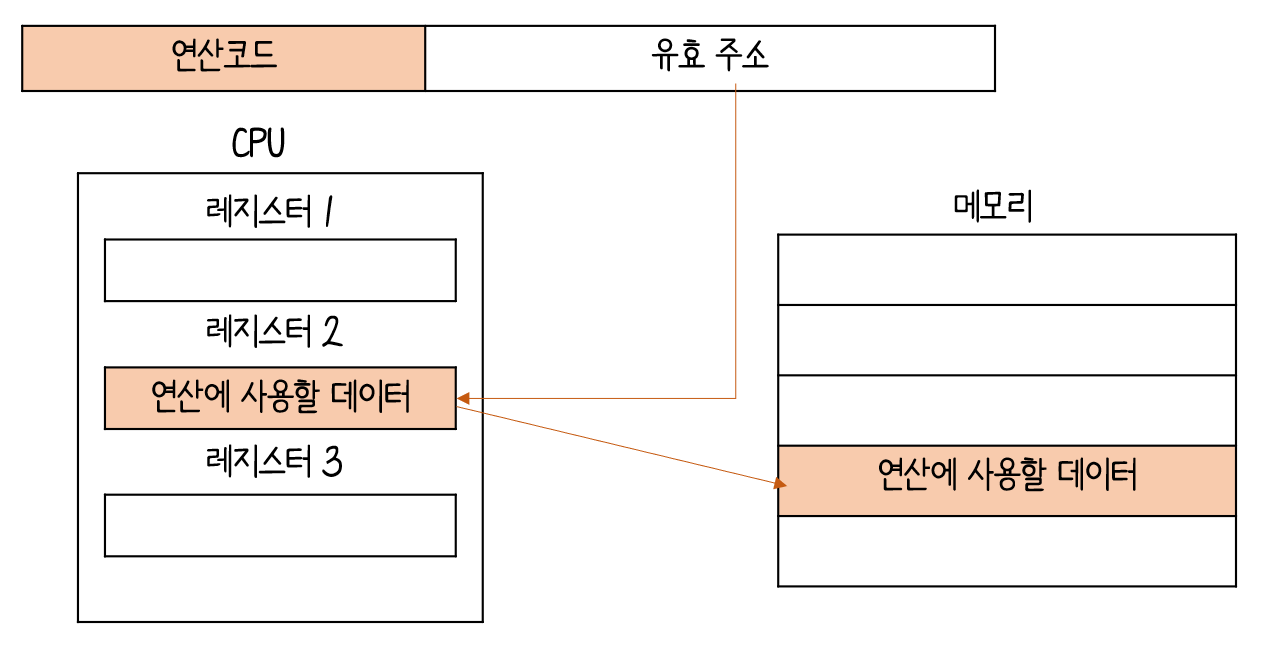 연산코드
유효 주소
CPU
레지스터 1
레지스터 2
연산에 사용할 데이터
레지스터 3
메모리
연산에 사용할 데이터